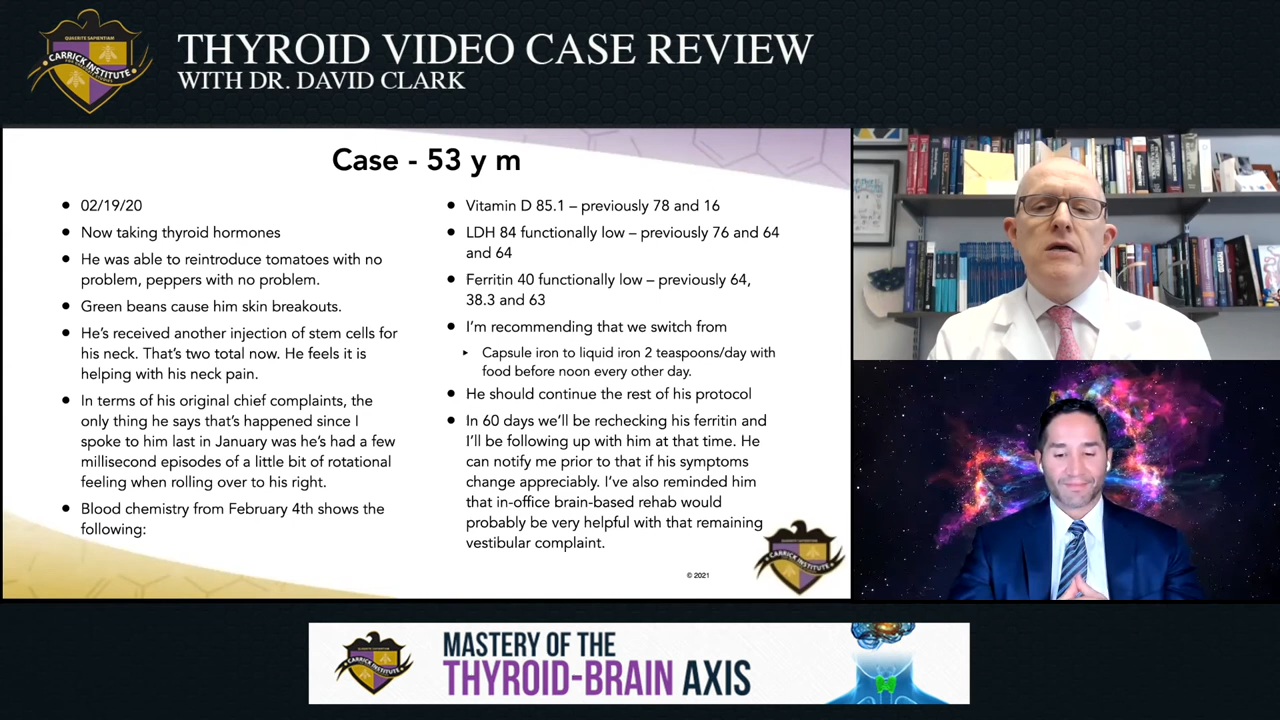 QUAERITE SAPIENTIAM
CARRICK INSTITUTE
THYROID VIDEO CASE REVIEW
WITH DR. DAVID CLARK
Case - 53 y m
● 02/19/20
● Now taking thyroid hormones
● He was able to reintroduce tomatoes with no
problem, peppers with no problem.
● Green beans cause him skin breakouts.
● He's received another injection of stem cells for
his neck. That's two total now. He feels it is
helping with his neck pain.
● In terms of his original chief complaints, the
only thing he says that's happened since I
spoke to him last in January was he's had a few
millisecond episodes of a little bit of rotational
feeling when rolling over to his right.
● Blood chemistry from February 4th shows the
following:
● Vitamin D 85.1 – previously 78 and 16
● LDH 84 functionally low – previously 76 and 64
and 64
● Ferritin 40 functionally low – previously 64,
38.3 and 63
● I'm recommending that we switch from
▸ Capsule iron to liquid iron 2 teaspoons/day with
food before noon every other day.
● He should continue the rest of his protocol
● In 60 days we'll be rechecking his ferritin and
I'll be following up with him at that time. He
can notify me prior to that if his symptoms
change appreciably. I've also reminded him
that in-office brain-based rehab would
probably be very helpful with that remaining
vestibular complaint.
© 2021
CARRICK INSTITUTE
CARRICK INSTITUTE
MASTERY OF THE
THYROID-BRAIN AXIS